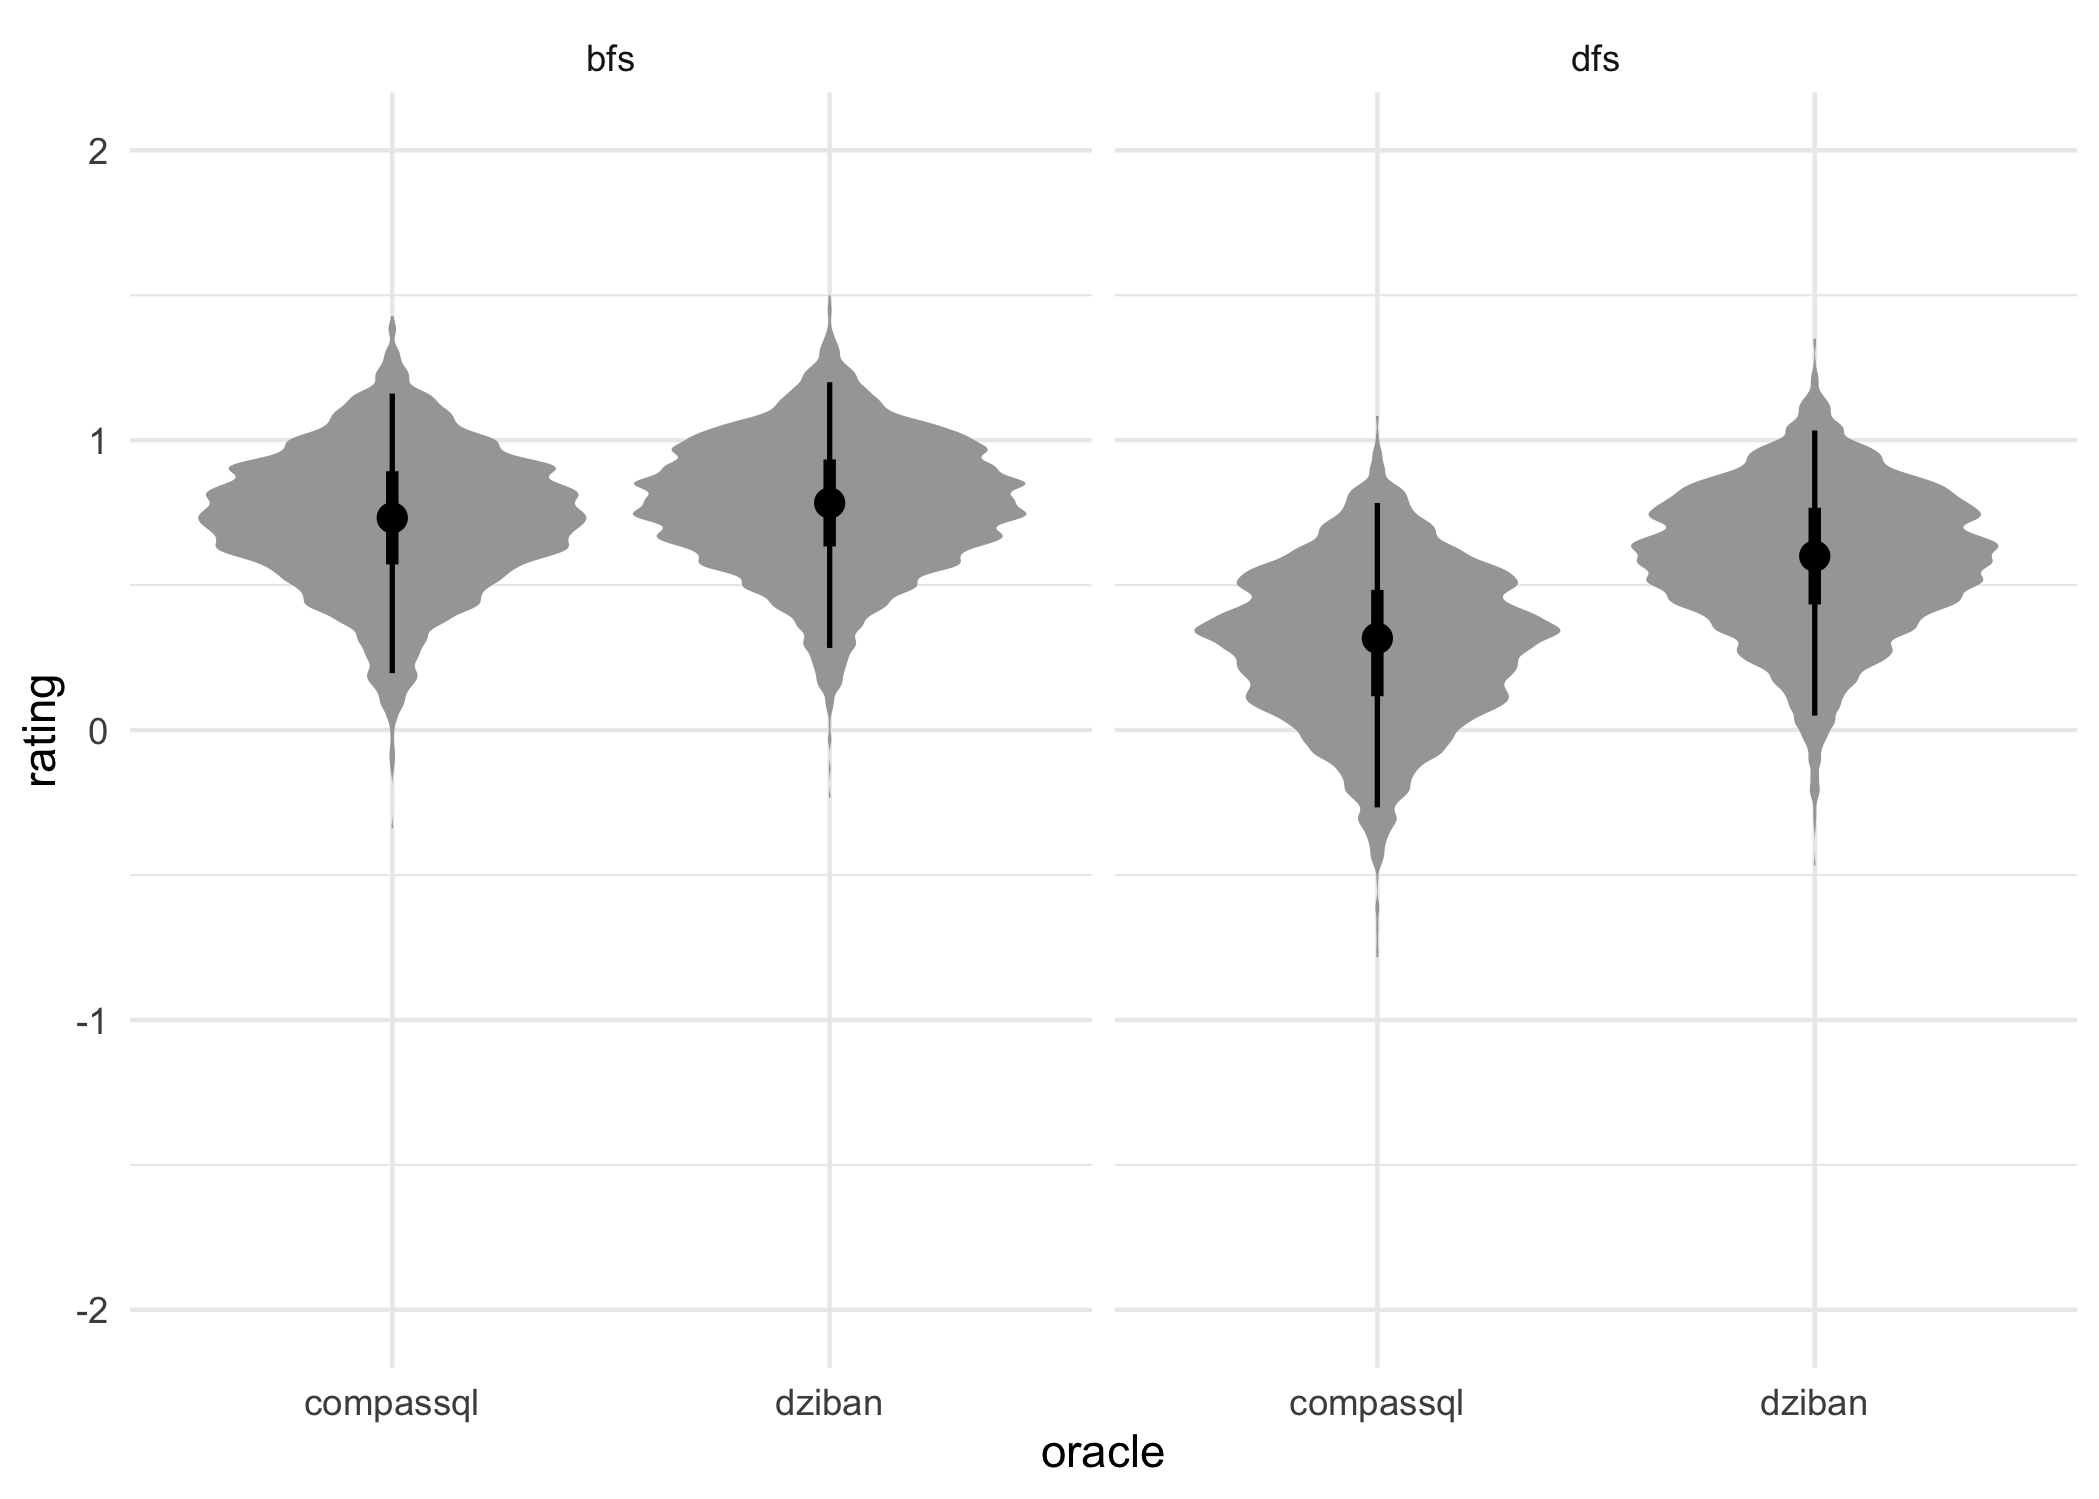 bfs
dfs
2
1
0
-1
-2
rating
compassql
dziban
compassql
dziban
oracle